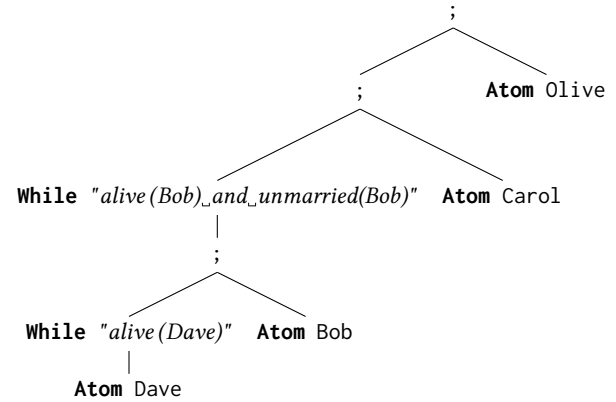 ;
; Atom Olive
While "alive(Bob)␣and␣unmarried(Bob)" Atom Carol
;
While "alive(Dave)" Atom Bob
Atom Dave